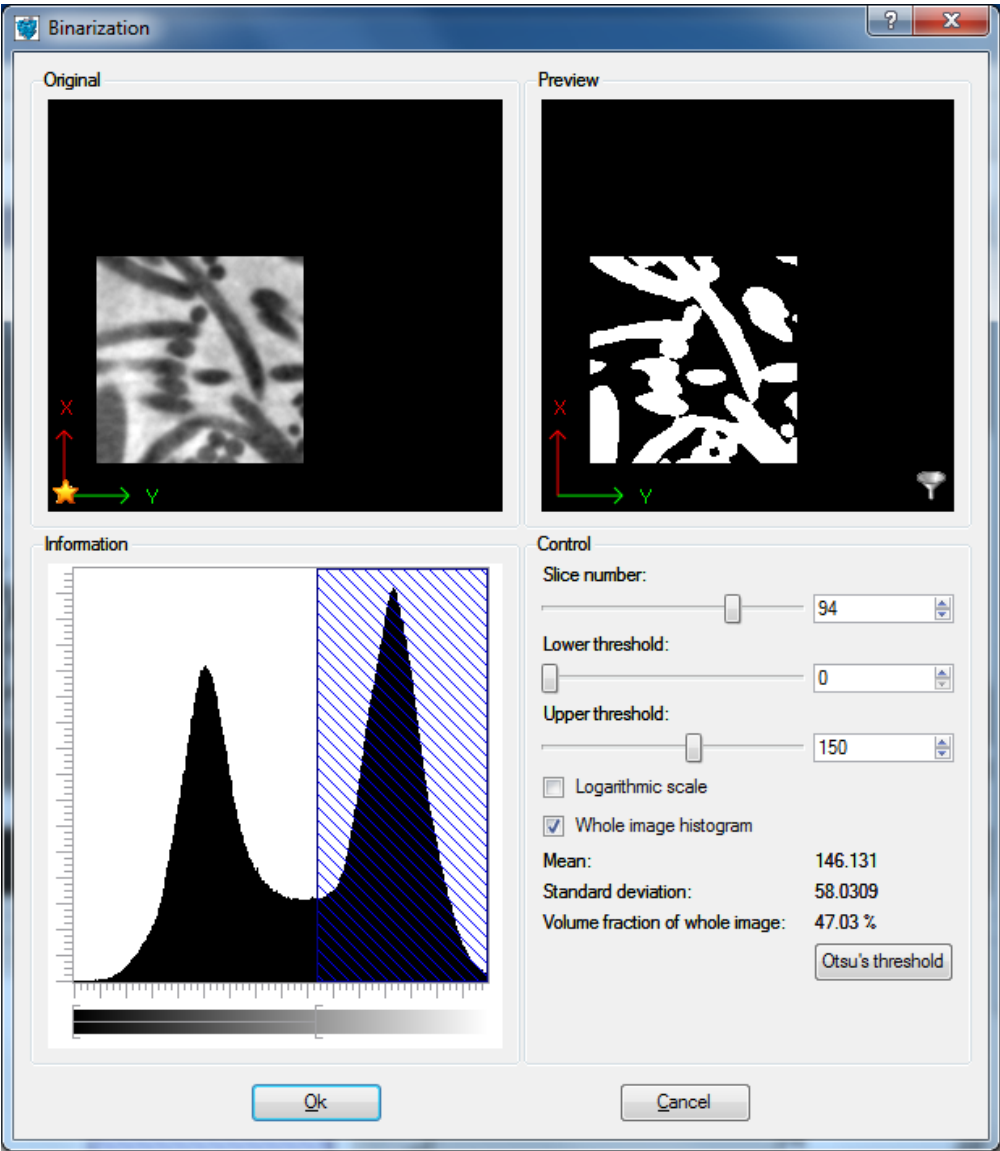 Binarization
?
Original
X
Y
Preview
X
Y
Information
Control
Slice number:
94
Lower threshold:
0
Upper threshold:
150
Logarithmic scale
Whole image histogram
Mean: 146.131
Standard deviation: 58.0309
Volume fraction of whole image: 47.03 %
Otsu's threshold
Ok
Cancel